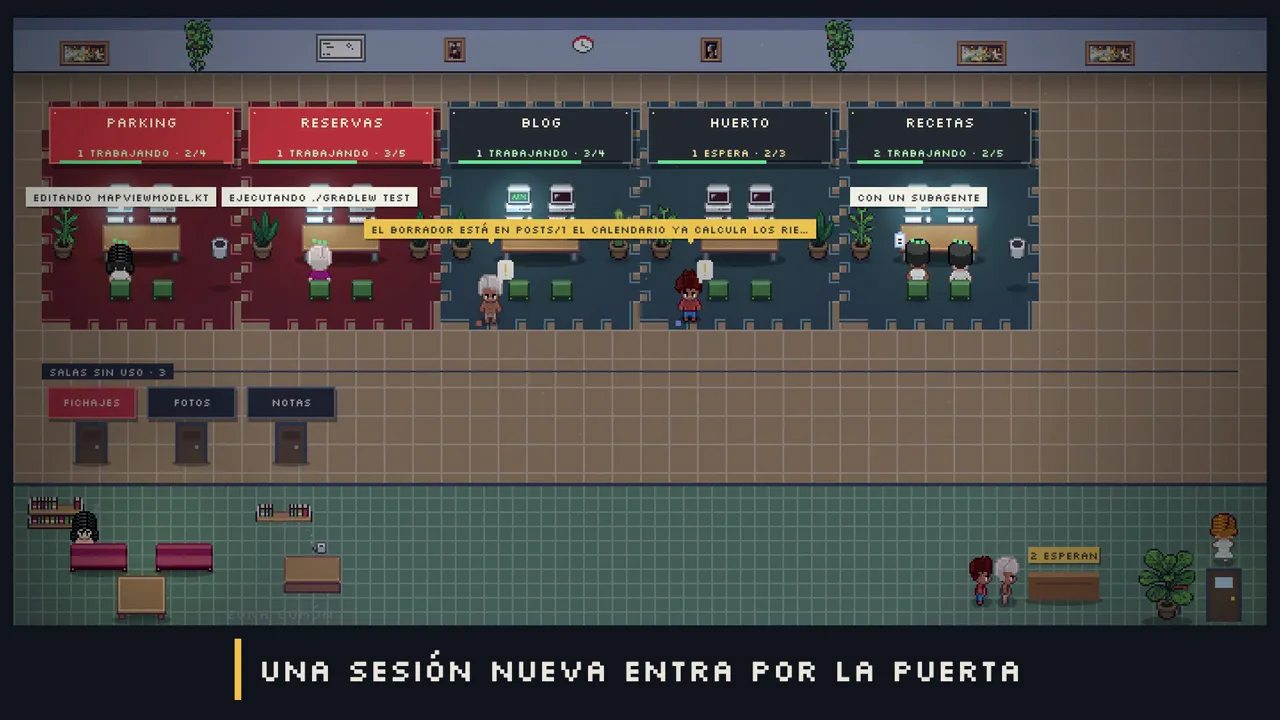 PARKING
1 TRABAJANDO · 2/4
RESERVAS
1 TRABAJANDO · 3/5
BLOG
1 TRABAJANDO · 3/4
HUERTO
1 ESPERA · 2/3
RECETAS
2 TRABAJANDO · 2/5
EDITANDO MAPVIEWMODEL.KT
EJECUTANDO ./GRADLEW TEST
CON UN SUBAGENTE
EL BORRADOR ESTÁ EN POSTS/1 EL CALENDARIO YA CALCULA LOS RIE…
SALAS SIN USO · 3
FICHAJES
FOTOS
NOTAS
2 ESPERAN
UNA SESIÓN NUEVA ENTRA POR LA PUERTA